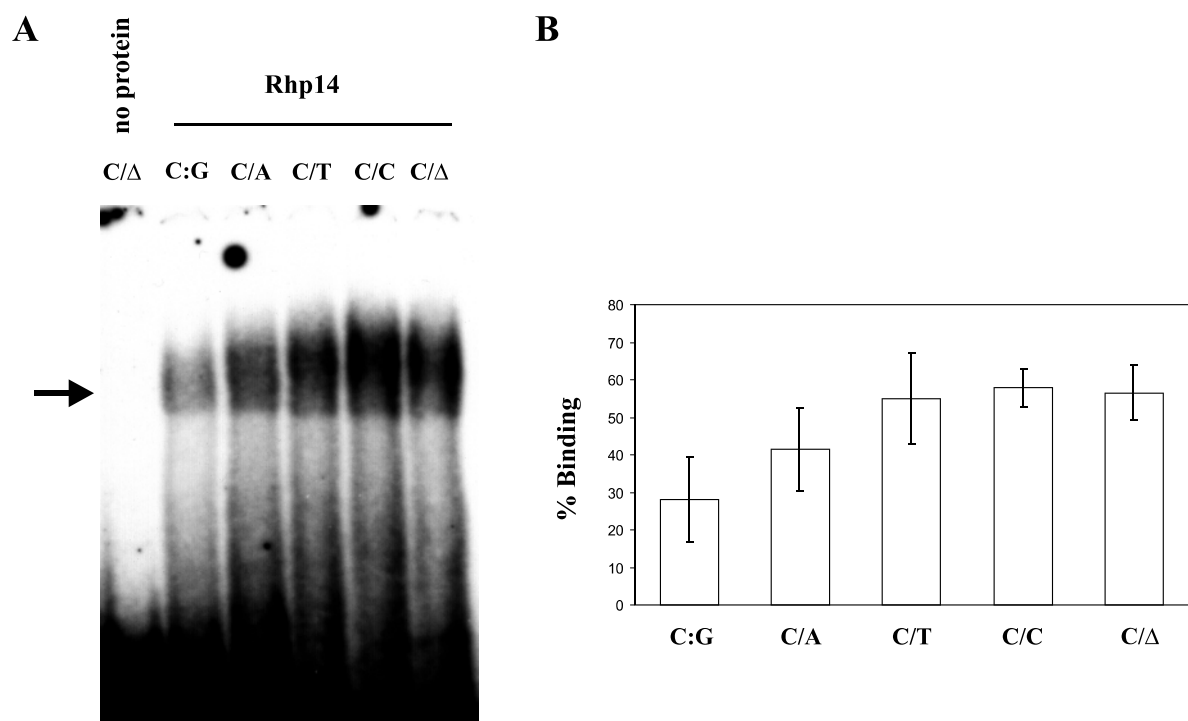 A
no protein
Rhp14
C/Δ C:G C/A C/T C/C C/Δ
B
% Binding
80
70
60
50
40
30
20
10
0
C:G C/A C/T C/C C/Δ